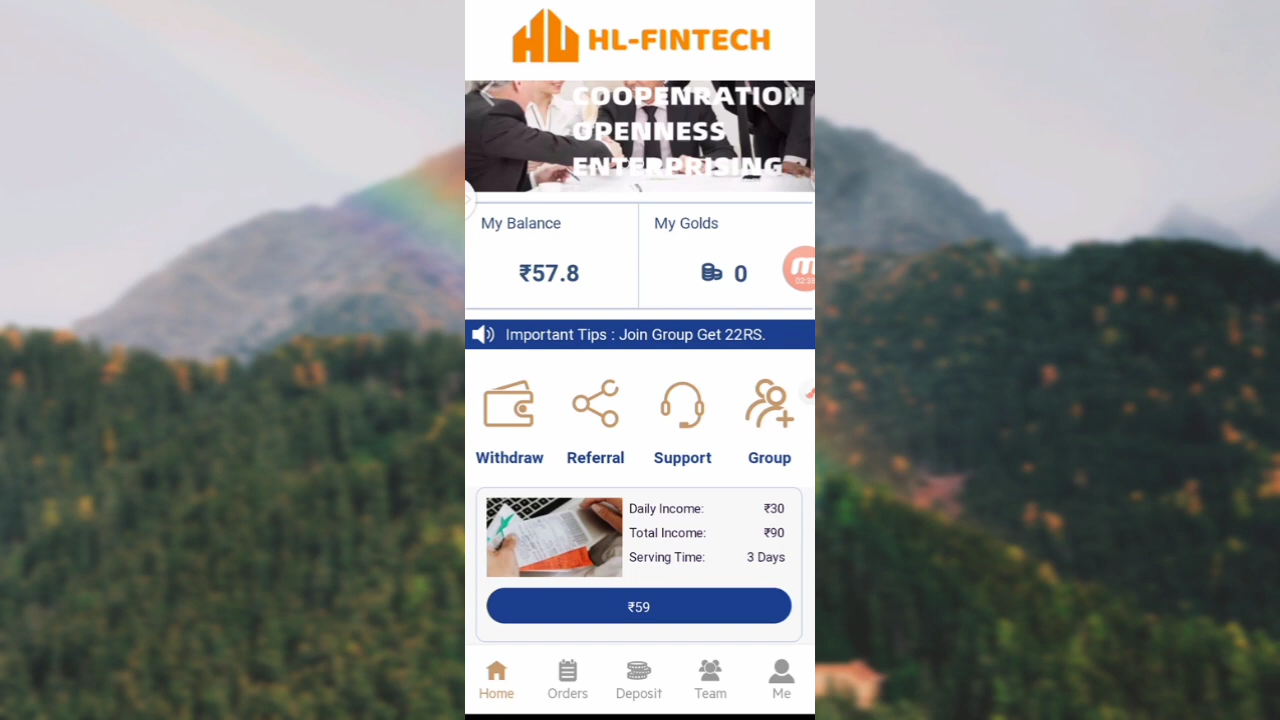 HL-FINTECH
COOPENRATION
OPENNESS
ENTERPRISING
My Balance
My Golds
₹57.8
0
02:35
Important Tips : Join Group Get 22RS.
Withdraw
Referral
Support
Group
Daily Income: ₹30
Total Income: ₹90
Serving Time: 3 Days
₹59
Home
Orders
Deposit
Team
Me